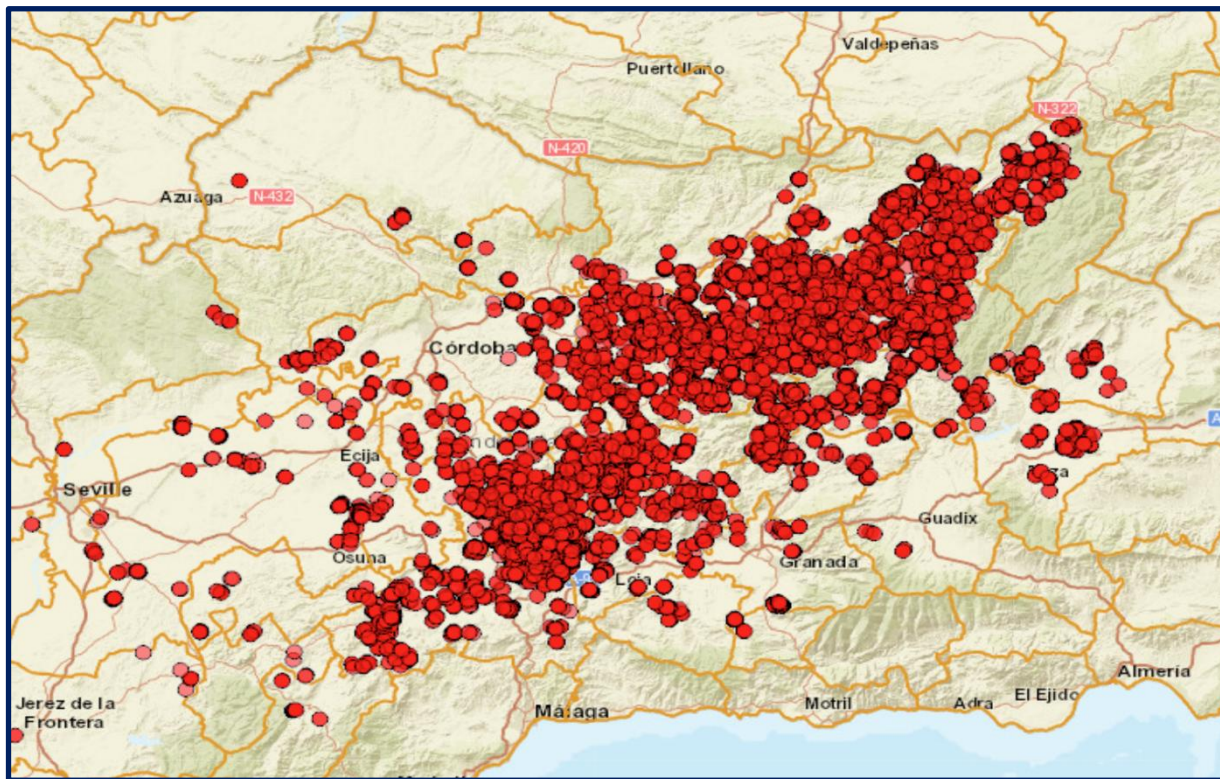 Valdepeñas
Puertollano
N-322
N-420
Azuaga
N-432
Córdoba
Ecija
Seville
Osuna
Guadix
Loja
Granada
Almería
Jerez de la
Frontera
Málaga
Motril
Adra
El Ejido